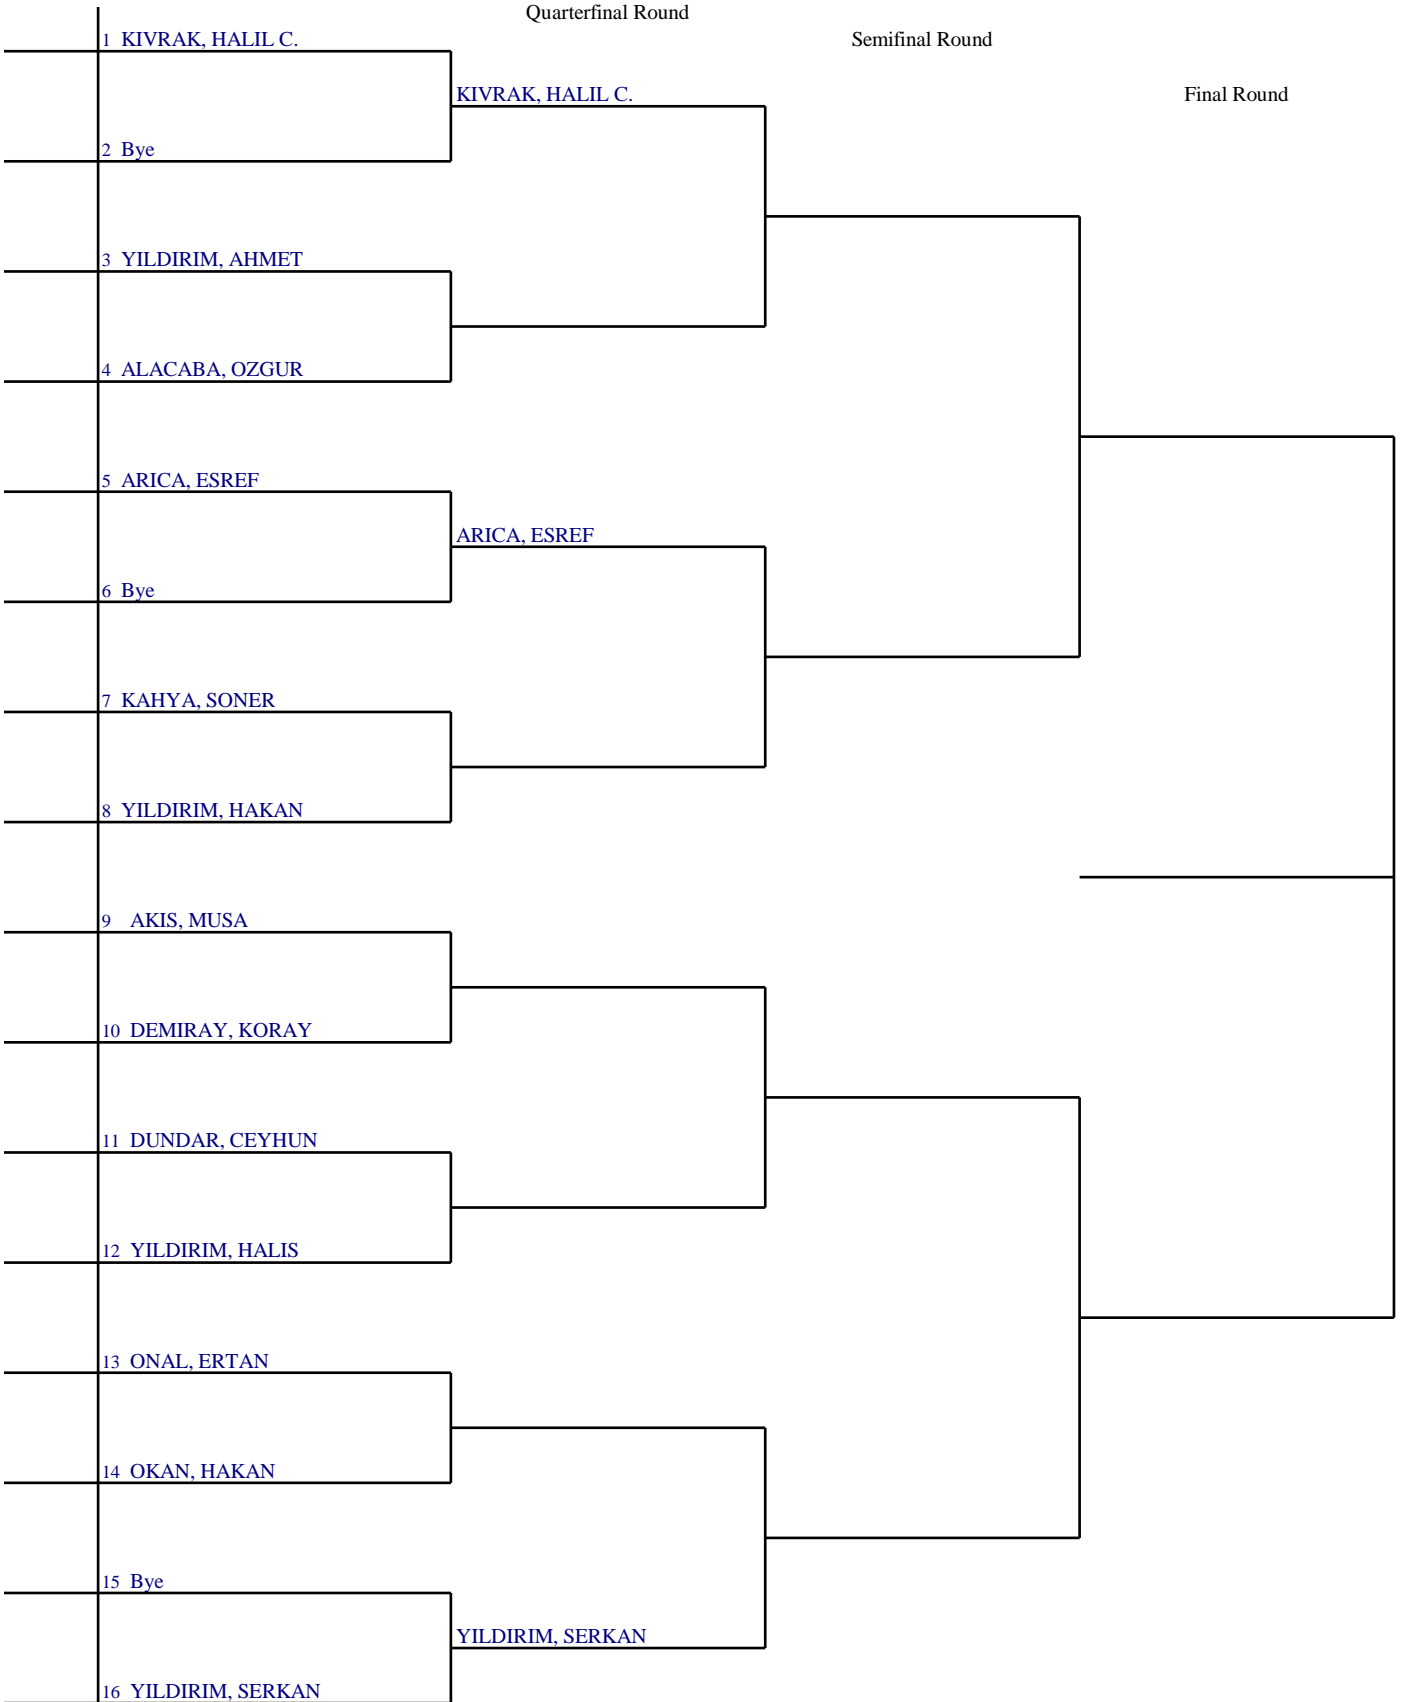 Quarterfinal Round
1 KIVRAK, HALIL C.
Semifinal Round
KIVRAK, HALIL C.
Final Round
2 Bye
3 YILDIRIM, AHMET
4 ALACABA, OZGUR
5 ARICA, ESREF
ARICA, ESREF
6 Bye
7 KAHYA, SONER
8 YILDIRIM, HAKAN
9 AKIS, MUSA
10 DEMIRAY, KORAY
11 DUNDAR, CEYHUN
12 YILDIRIM, HALIS
13 ONAL, ERTAN
14 OKAN, HAKAN
15 Bye
YILDIRIM, SERKAN
16 YILDIRIM, SERKAN